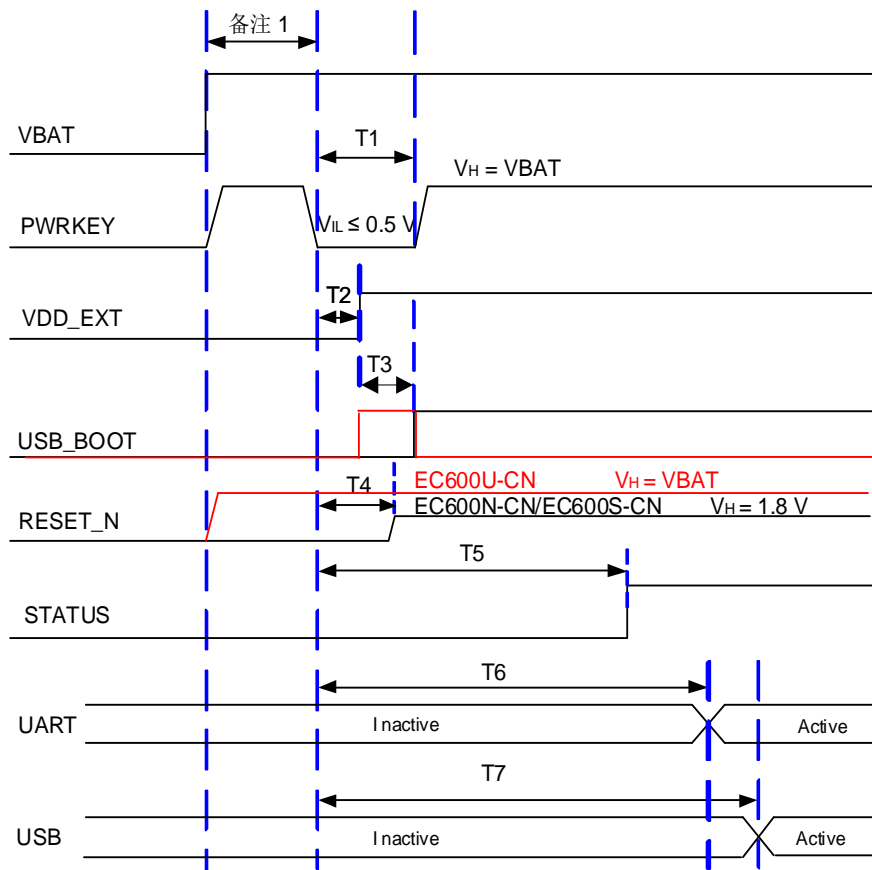 备注 1
VBAT
T1
VH = VBAT
PWRKEY
VIL ≤ 0.5 V
T2
VDD_EXT
T3
USB_BOOT
EC600U-CN VH = VBAT
T4
EC600N-CN/EC600S-CN VH = 1.8 V
RESET_N
T5
STATUS
T6
UART
Inactive
Active
T7
USB
Inactive
Active